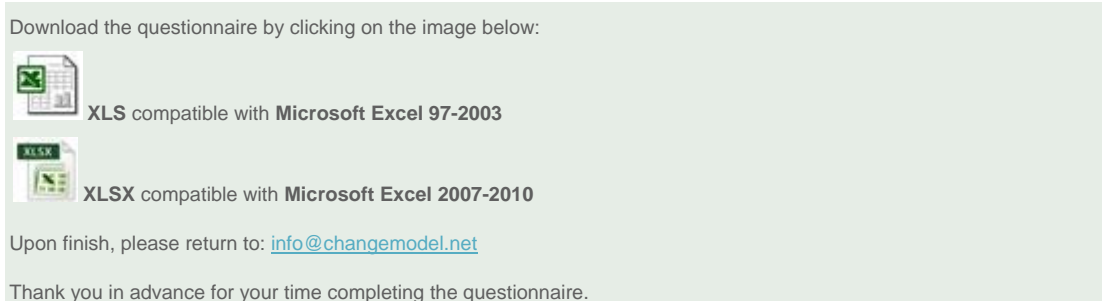 Download the questionnaire by clicking on the image below:
XLS compatible with Microsoft Excel 97-2003
XLSX
XLSX compatible with Microsoft Excel 2007-2010
Upon finish, please return to: info@changemodel.net
Thank you in advance for your time completing the questionnaire.